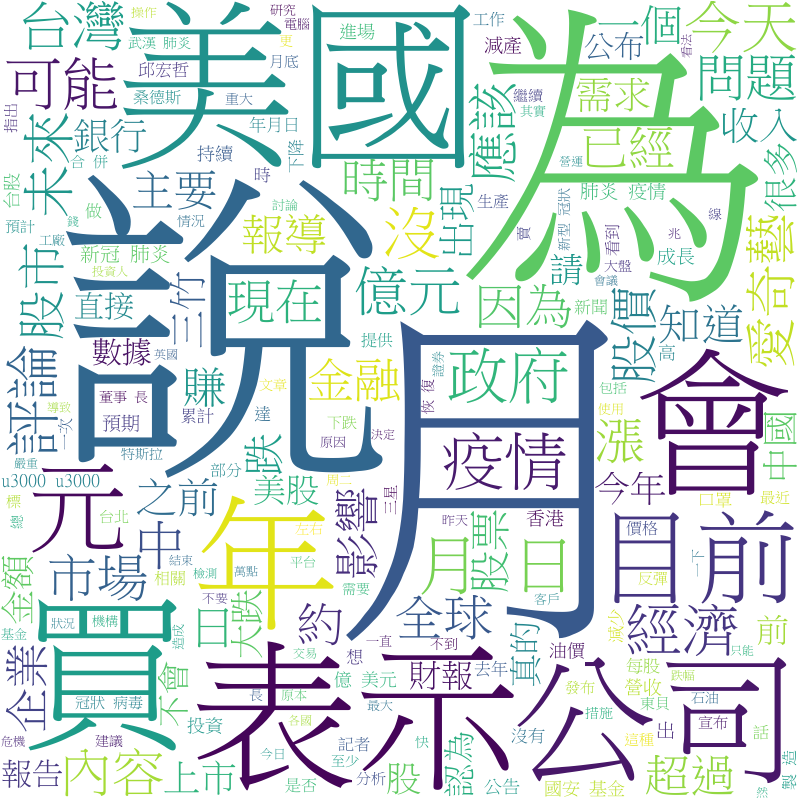 台灣
操作
研究
電腦
美國
為
工作
一個
今天
武漢 肺炎
更
進場
減產
公布
看法
可能
邱宏哲
月底
需求
問題
指出
桑德斯
重大
應該
繼續
其實
未來
銀行
年月日
已經
收入
合 併
持續
下降
時間
營運
很多
台股
主要
時
出現
肺炎 疫情
預計
做
情況
說
討論
沒
生產
新型 冠狀
看到
兆
線
實
錢
報導
請
成長
藝
股市
工廠
新冠 肺炎
三竹
大盤
投資人
直接
現在
億元
因為
會議
新聞
股價
知道
愛奇
英國
數據
提供
月
高
賺
金融
恢 復
證券
政府
會
評論
導致
董事 長
累計
文章
達
下跌
包括
一次
預期
原因
決定
使用
漲
中國
嚴重
特斯拉
跌
疫情
u3000 u3000
部分
周二
標
元
之前
美股
三星
今年
口罩
最近
總
台北
年
左右
影響
昨天
月 日
股票
香港
價格
目前
中
結束
平台
金額
市場
相關
檢測
萬點
需要
反彈
一下
買
日
大跌
約
客戶
全球
經濟
基金
狀況
機構
不要
減少
前
造成
表示
一直
不到
公司
只能
企業
交易
想
真的
油價
不會
財報
去年
每股
跌幅
冠狀 病毒
長
原本
億
美元
發布
營收
東貝
石油
投資
各國
最大
認為
措施
出
宣布
話
危機
建議
記者
快
沒有
這種
製 造
報告
內容
上市
今日
至少
股
是否
分析
公告
國安 基金
超過
然